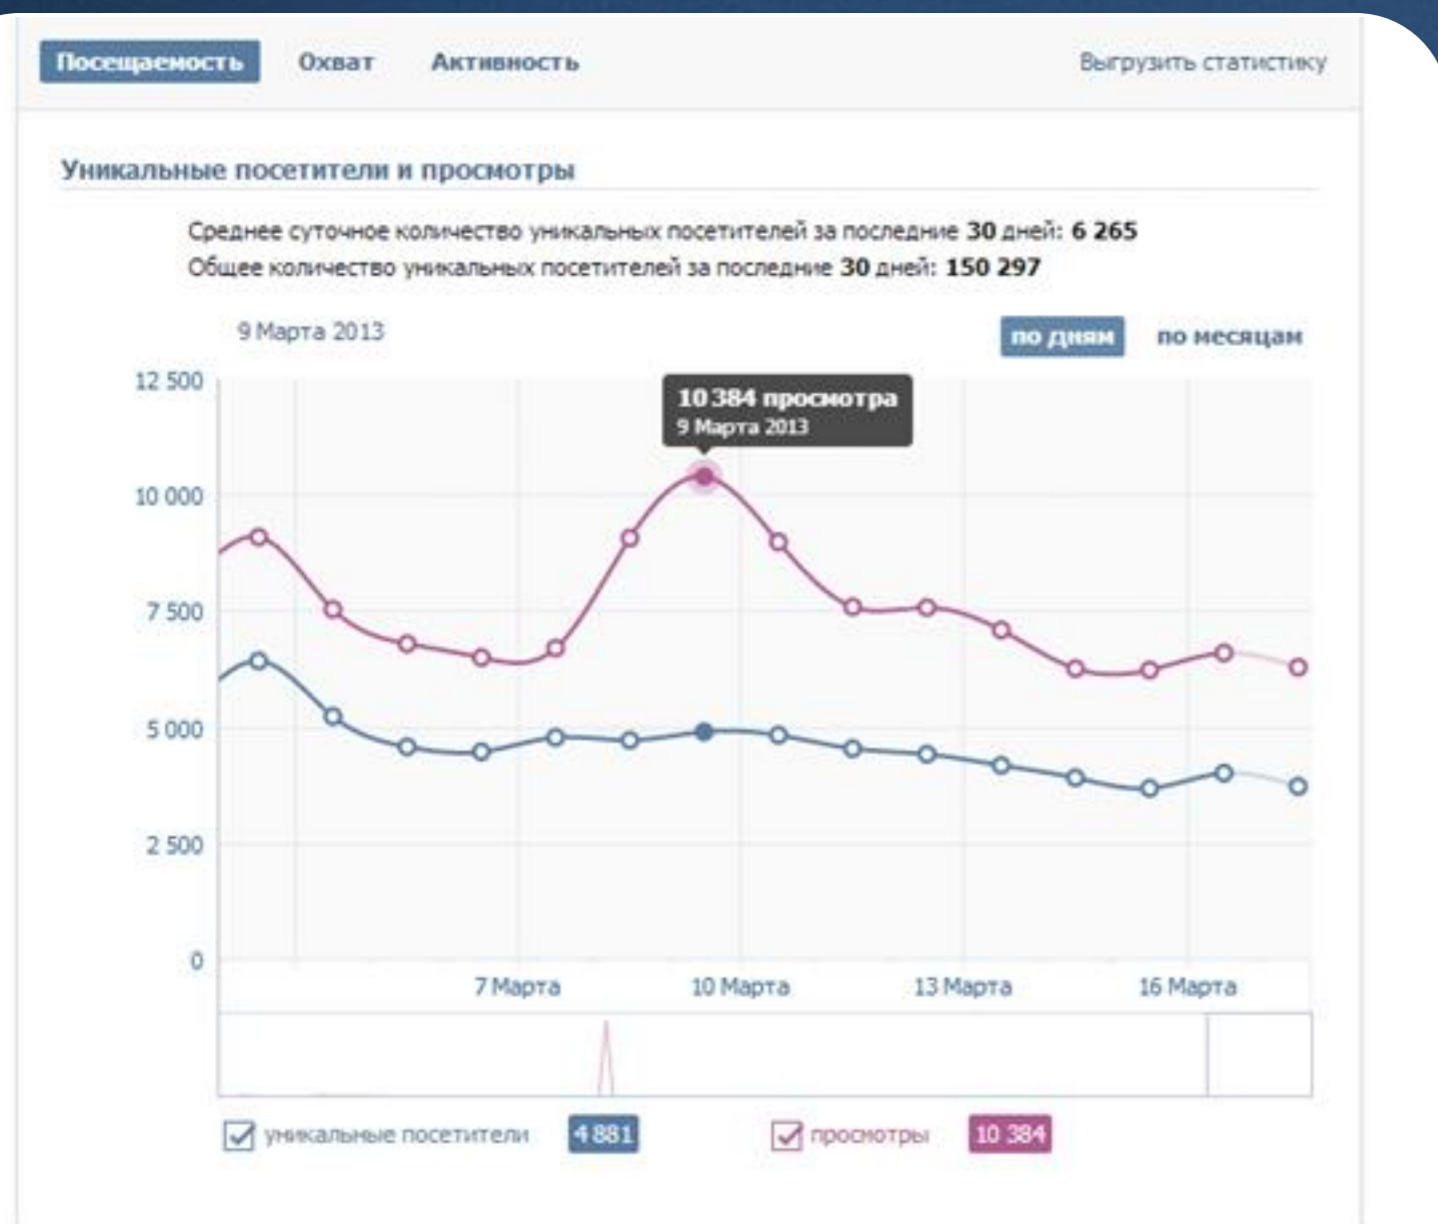 Посещаемость Охват Активность Выгрузить статистику
Уникальные посетители и просмотры
Среднее суточное количество уникальных посетителей за последние 30 дней: 6 265
Общее количество уникальных посетителей за последние 30 дней: 150 297
9 Марта 2013 по дням по месяцам
12 500
10 384 просмотра
9 Марта 2013
10 000
7 500
5 000
2 500
0
7 Марта 10 Марта 13 Марта 16 Марта
уникальные посетители 4 881 просмотры 10 384